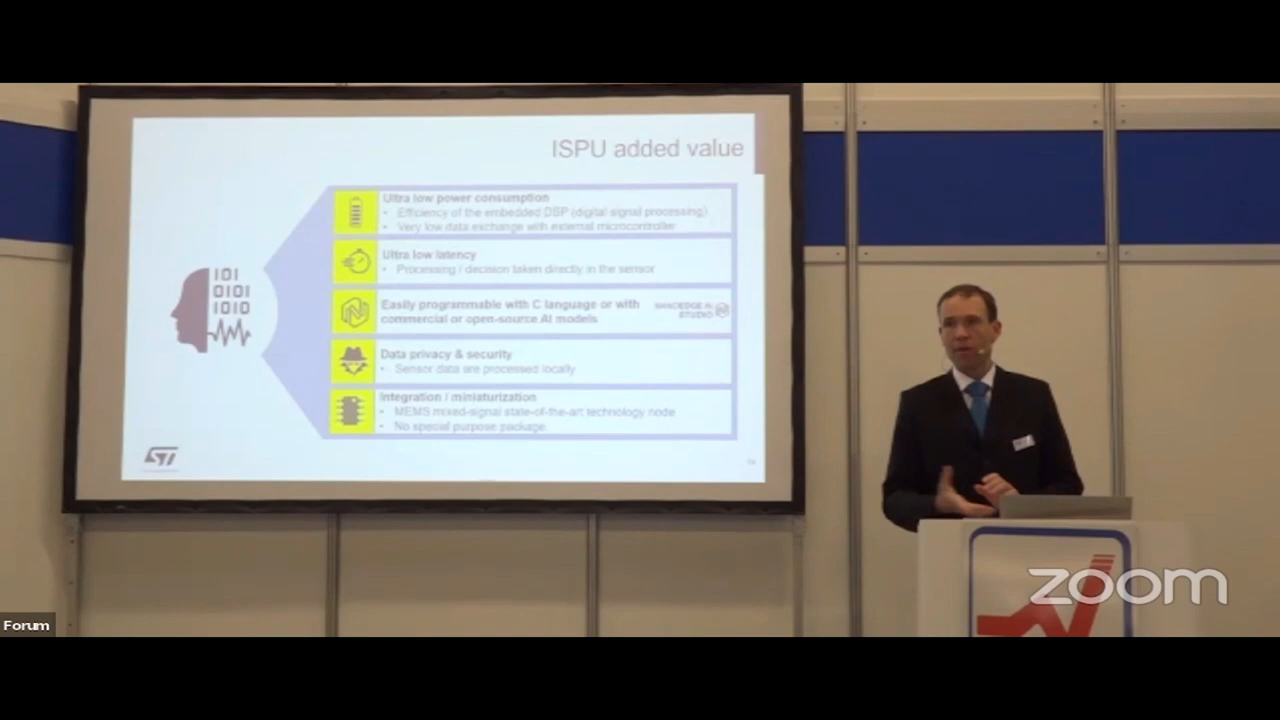 ISPU added value
Ultra low power consumption
• Efficiency of the embedded DSP (digital signal processing)
• Very low data exchange with external microcontroller
Ultra low latency
• Processing / decision taken directly in the sensor
Easily programmable with C language or with
commercial or open-source AI models
NANOEDGE AI
STUDIO
Data privacy & security
• Sensor data are processed locally
Integration / miniaturization
• MEMS mixed-signal state-of-the-art technology node
• No special purpose package
101
0101
1010
ST
zoom
Forum